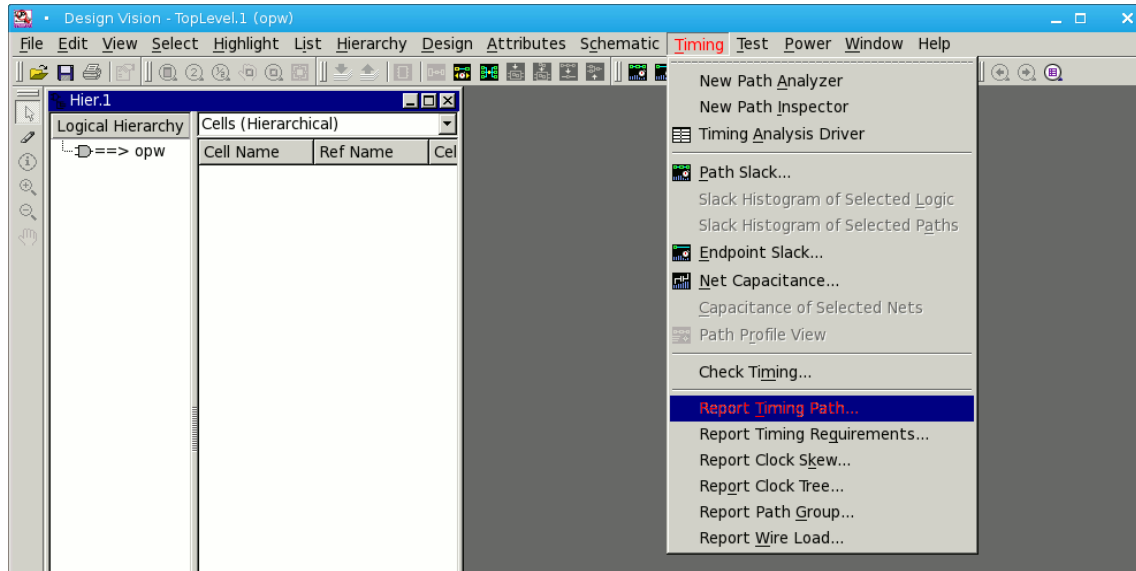 Design Vision - TopLevel.1 (opw)
File Edit View Select Highlight List Hierarchy Design Attributes Schematic Timing Test Power Window Help
Hier.1
Logical Hierarchy
==> opw
Cells (Hierarchical)
Cell Name Ref Name Cel
New Path Analyzer
New Path Inspector
Timing Analysis Driver
Path Slack...
Slack Histogram of Selected Logic
Slack Histogram of Selected Paths
Endpoint Slack...
Net Capacitance...
Capacitance of Selected Nets
Path Profile View
Check Timing...
Report Timing Path...
Report Timing Requirements...
Report Clock Skew...
Report Clock Tree...
Report Path Group...
Report Wire Load...